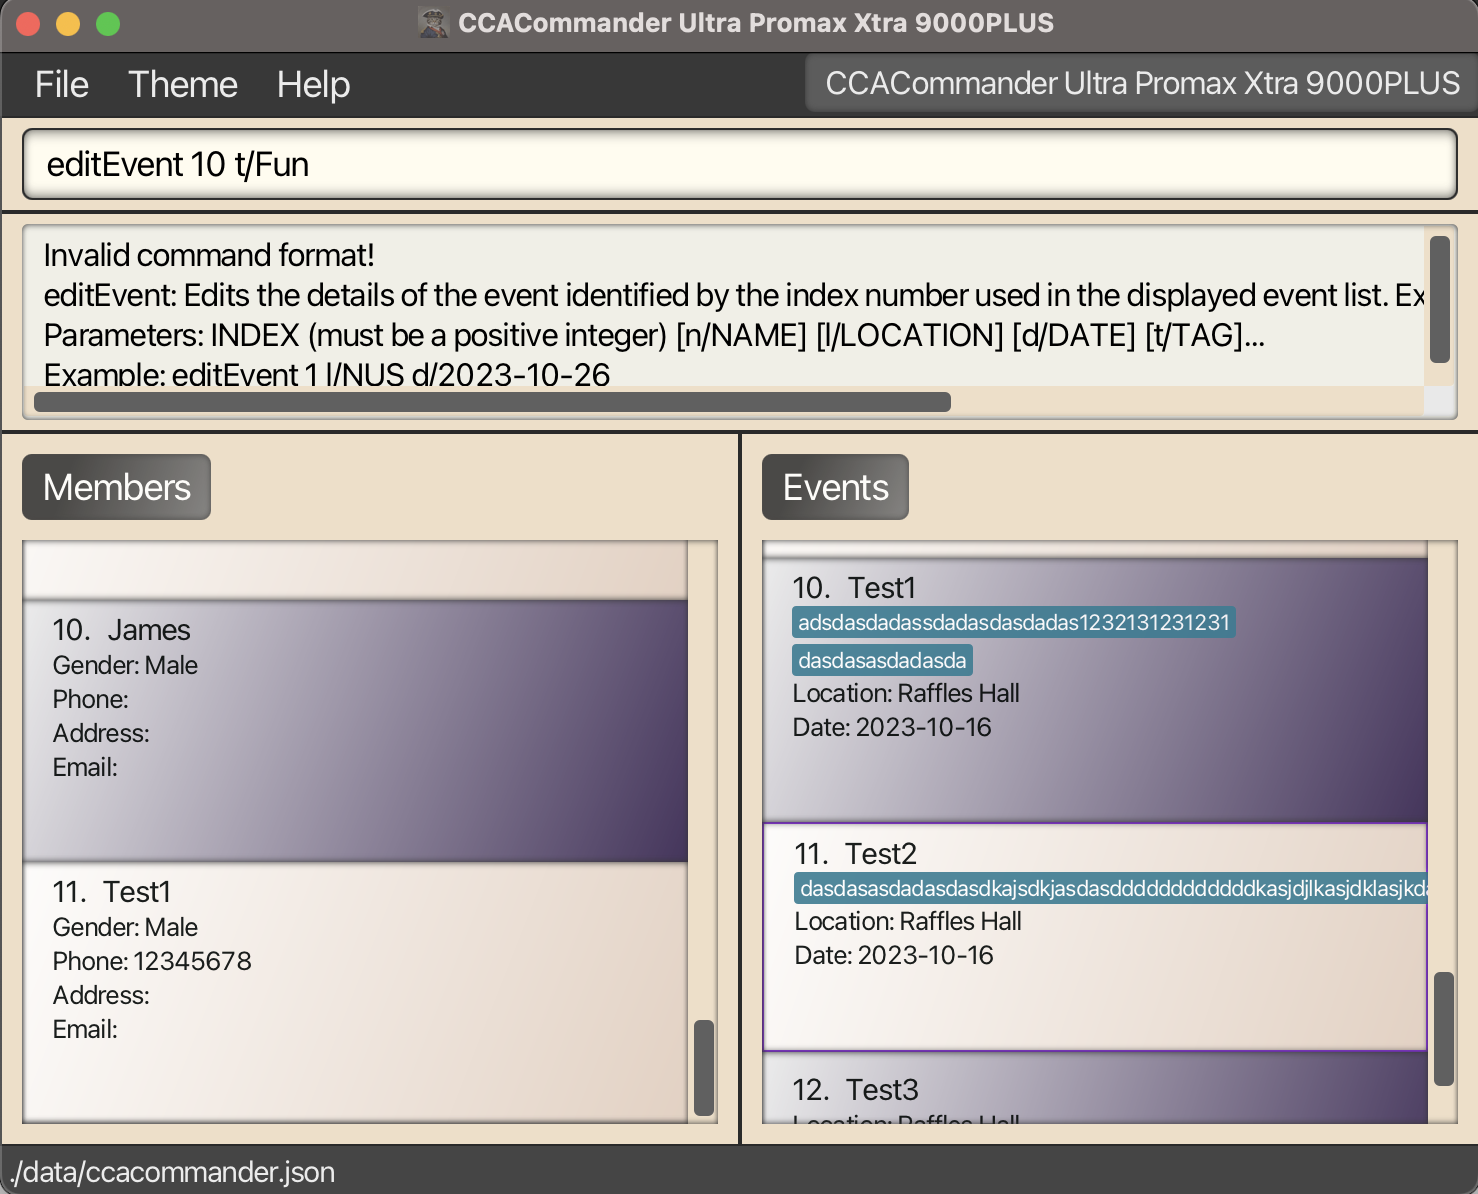 CCACommander Ultra Promax Xtra 9000PLUS
File Theme Help CCACommander Ultra Promax Xtra 9000PLUS
editEvent 10 t/Fun
Invalid command format!
editEvent: Edits the details of the event identified by the index number used in the displayed event list. Ex
Parameters: INDEX (must be a positive integer) [n/NAME] [l/LOCATION] [d/DATE] [t/TAG]...
Example: editEvent 1 l/NUS d/2023-10-26
Members
10. James
Gender: Male
Phone:
Address:
Email:
11. Test1
Gender: Male
Phone: 12345678
Address:
Email:
Events
10. Test1
adsdasdadassdadasdasdadas1232131231231
dasdasasdadasda
Location: Raffles Hall
Date: 2023-10-16
11. Test2
dasdasasdadasdasdkajsdkjasdasdddddddddddddkasjdjlkasjdklasjkda
Location: Raffles Hall
Date: 2023-10-16
12. Test3
Location: Raffles Hall
./data/ccacommander.json